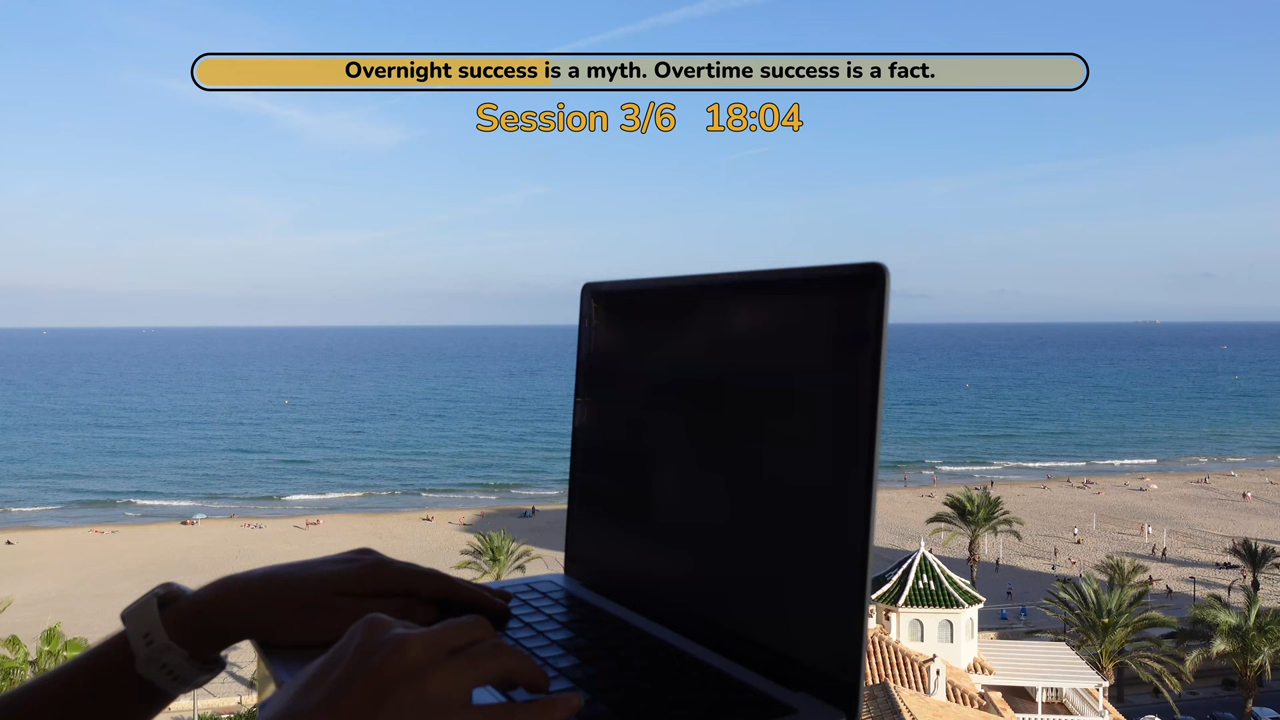 Overnight success is a myth. Overtime success is a fact.
Session 3/6 18:04